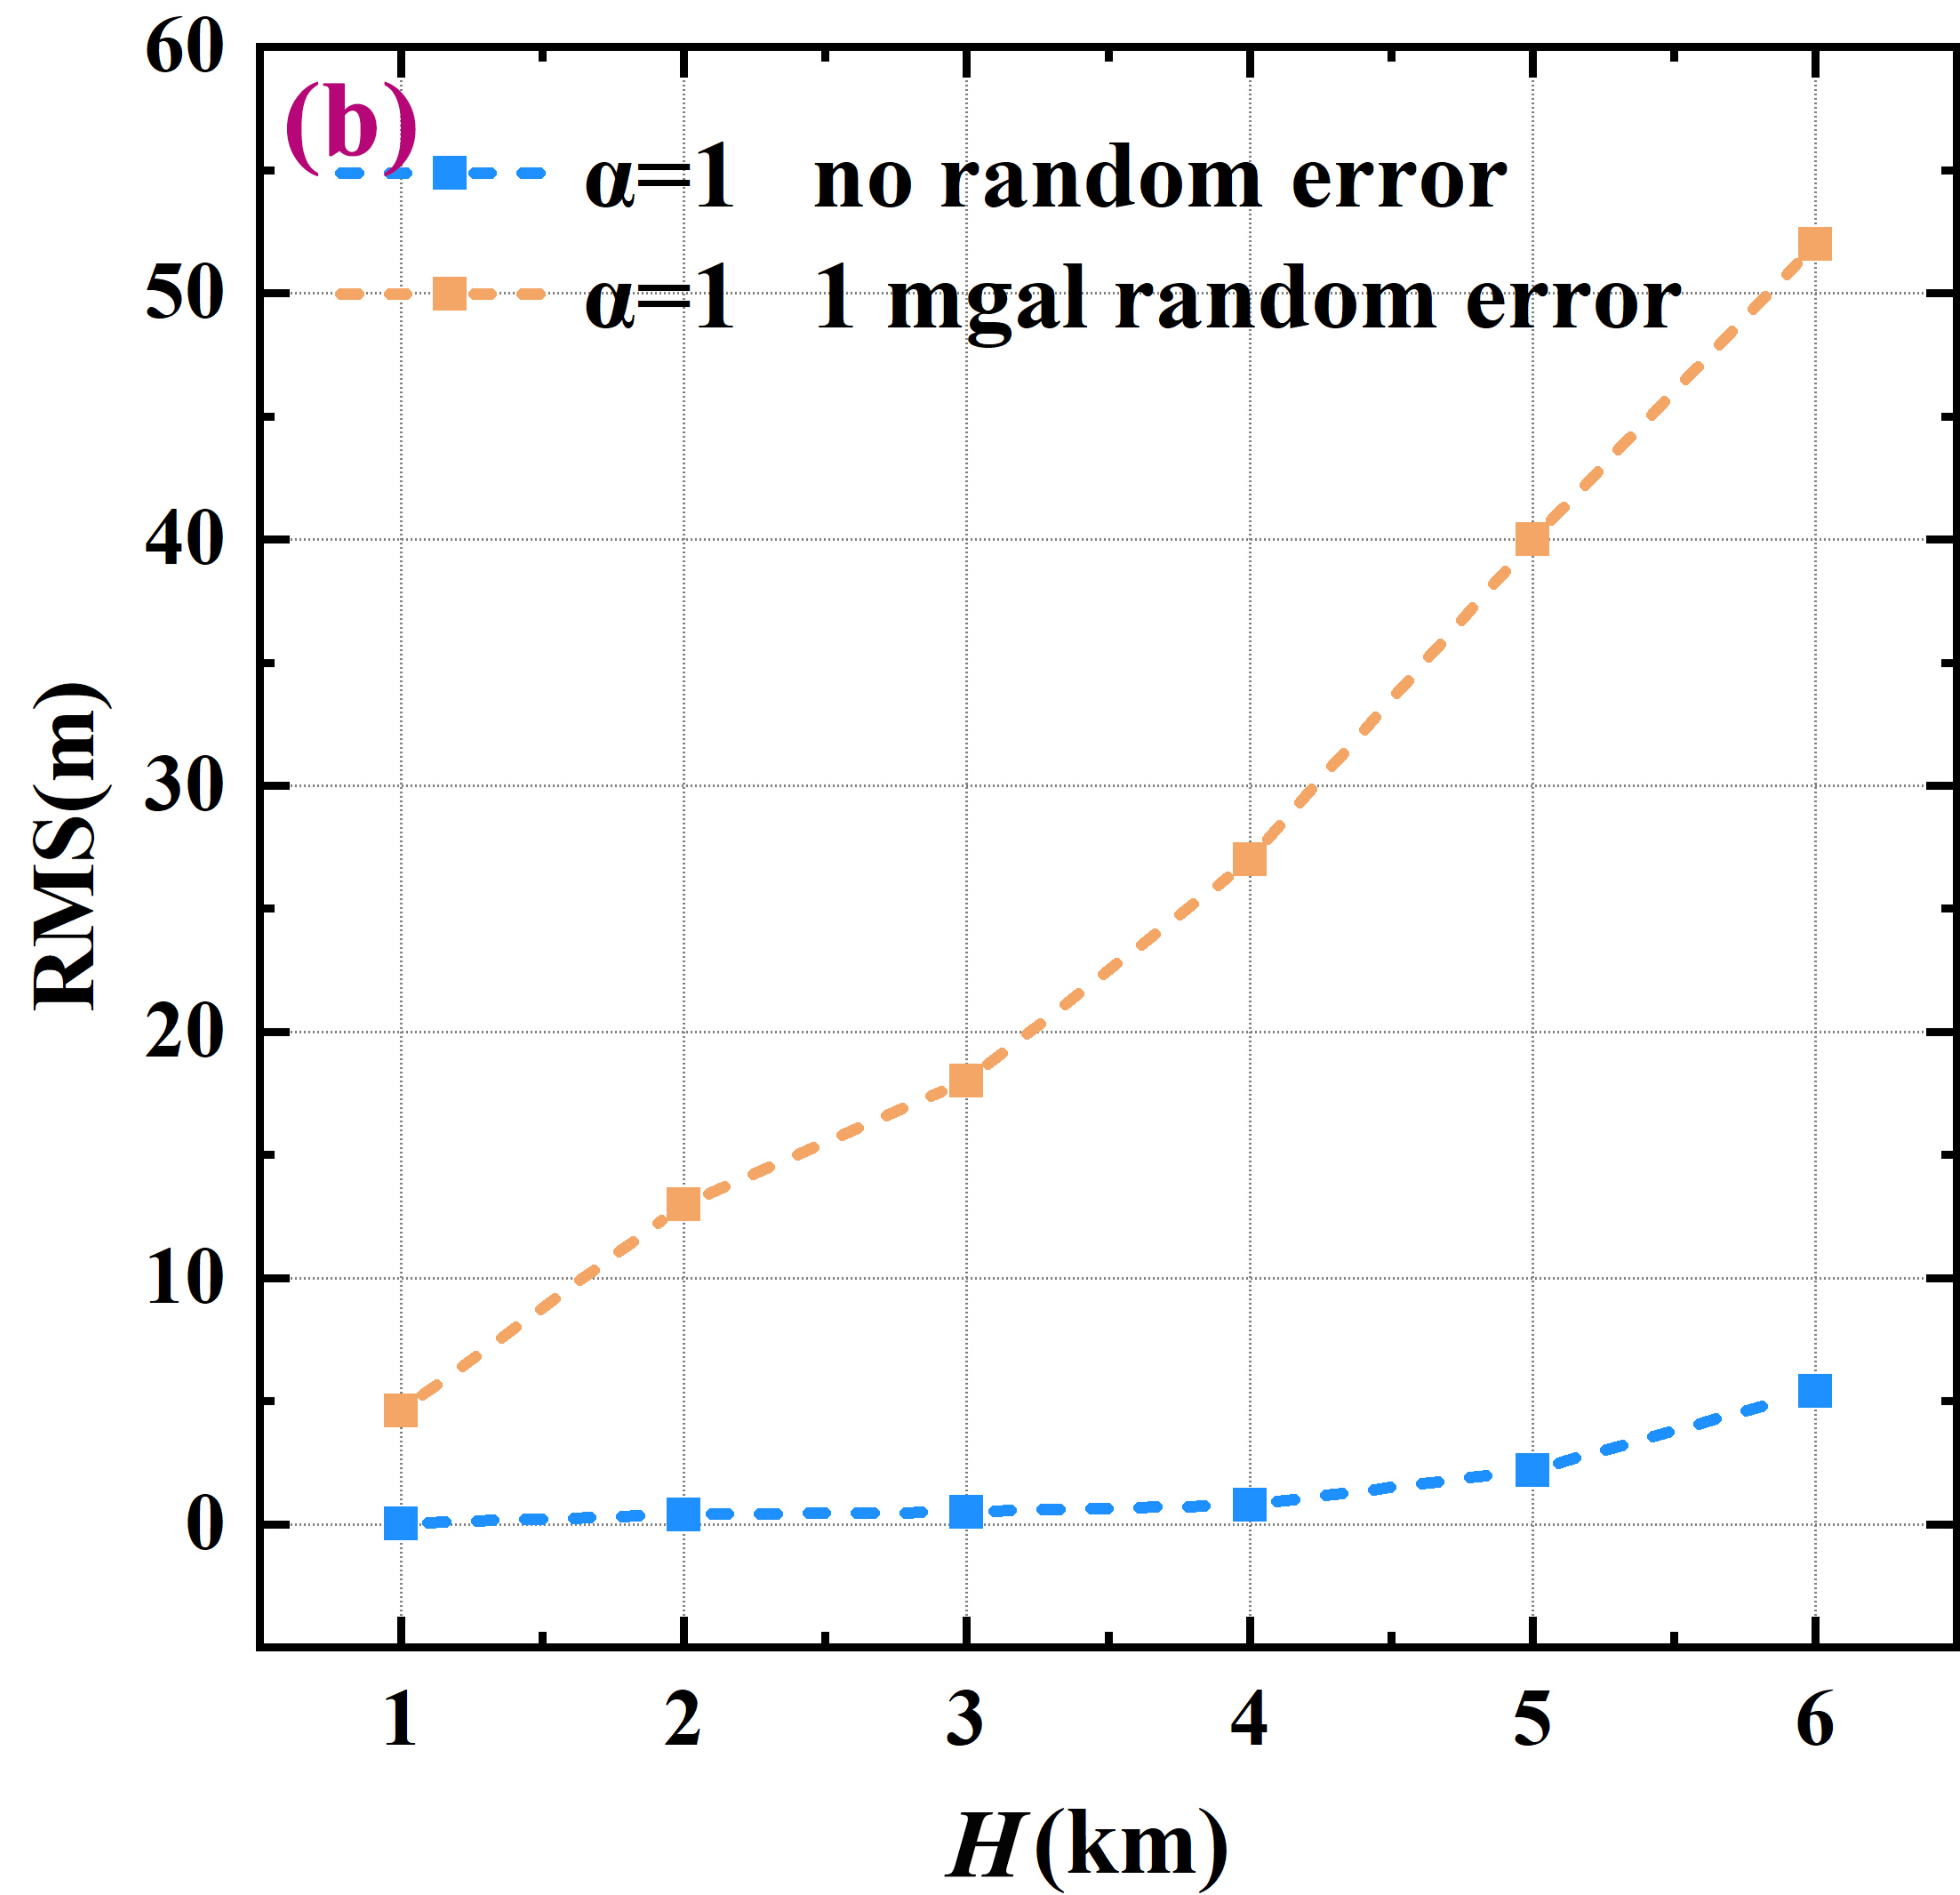 60
(b)
α=1 no random error
50
α=1 1 mgal random error
40
30
20
10
0
RMS(m)
1 2 3 4 5 6
H(km)